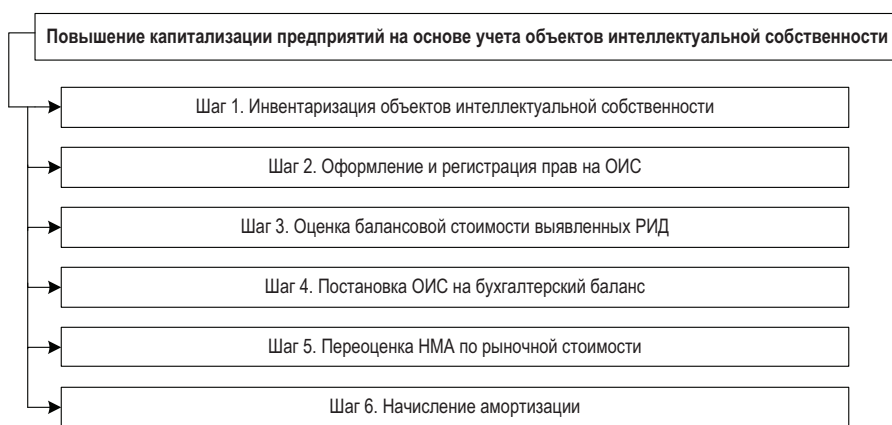 Повышение капитализации предприятий на основе учета объектов интеллектуальной собственности
Шаг 1. Инвентаризация объектов интеллектуальной собственности
Шаг 2. Оформление и регистрация прав на ОИС
Шаг 3. Оценка балансовой стоимости выявленных РИД
Шаг 4. Постановка ОИС на бухгалтерский баланс
Шаг 5. Переоценка НМА по рыночной стоимости
Шаг 6. Начисление амортизации